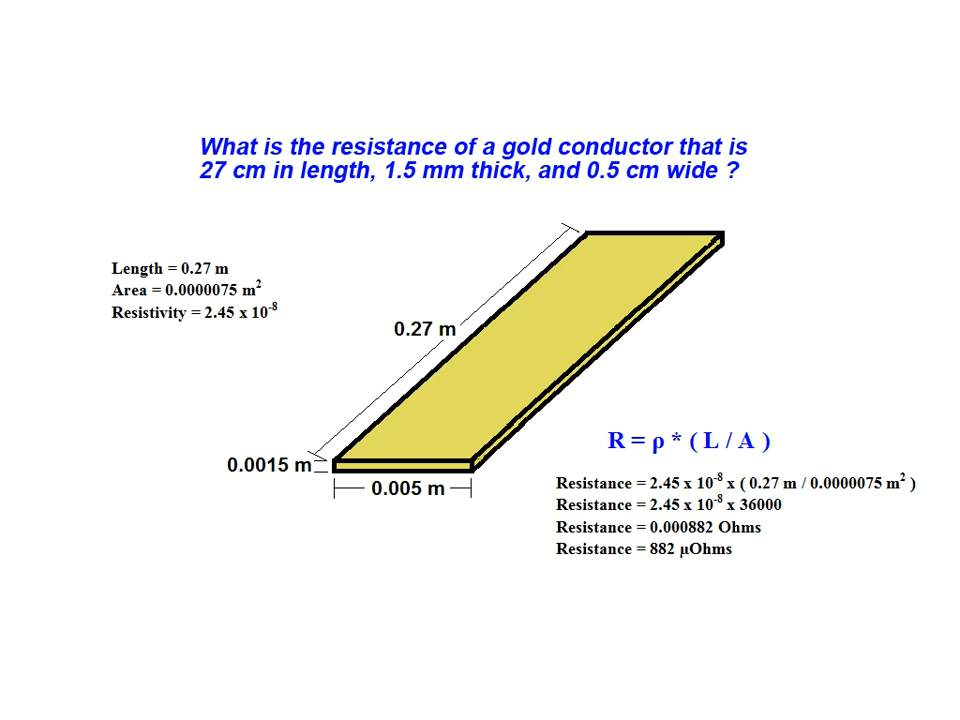 What is the resistance of a gold conductor that is
27 cm in length, 1.5 mm thick, and 0.5 cm wide ?
Length = 0.27 m
Area = 0.0000075 m²
Resistivity = 2.45 x 10⁻⁸
0.27 m
0.0015 m
0.005 m
R = ρ * ( L / A )
Resistance = 2.45 x 10⁻⁸ x ( 0.27 m / 0.0000075 m² )
Resistance = 2.45 x 10⁻⁸ x 36000
Resistance = 0.000882 Ohms
Resistance = 882 µOhms